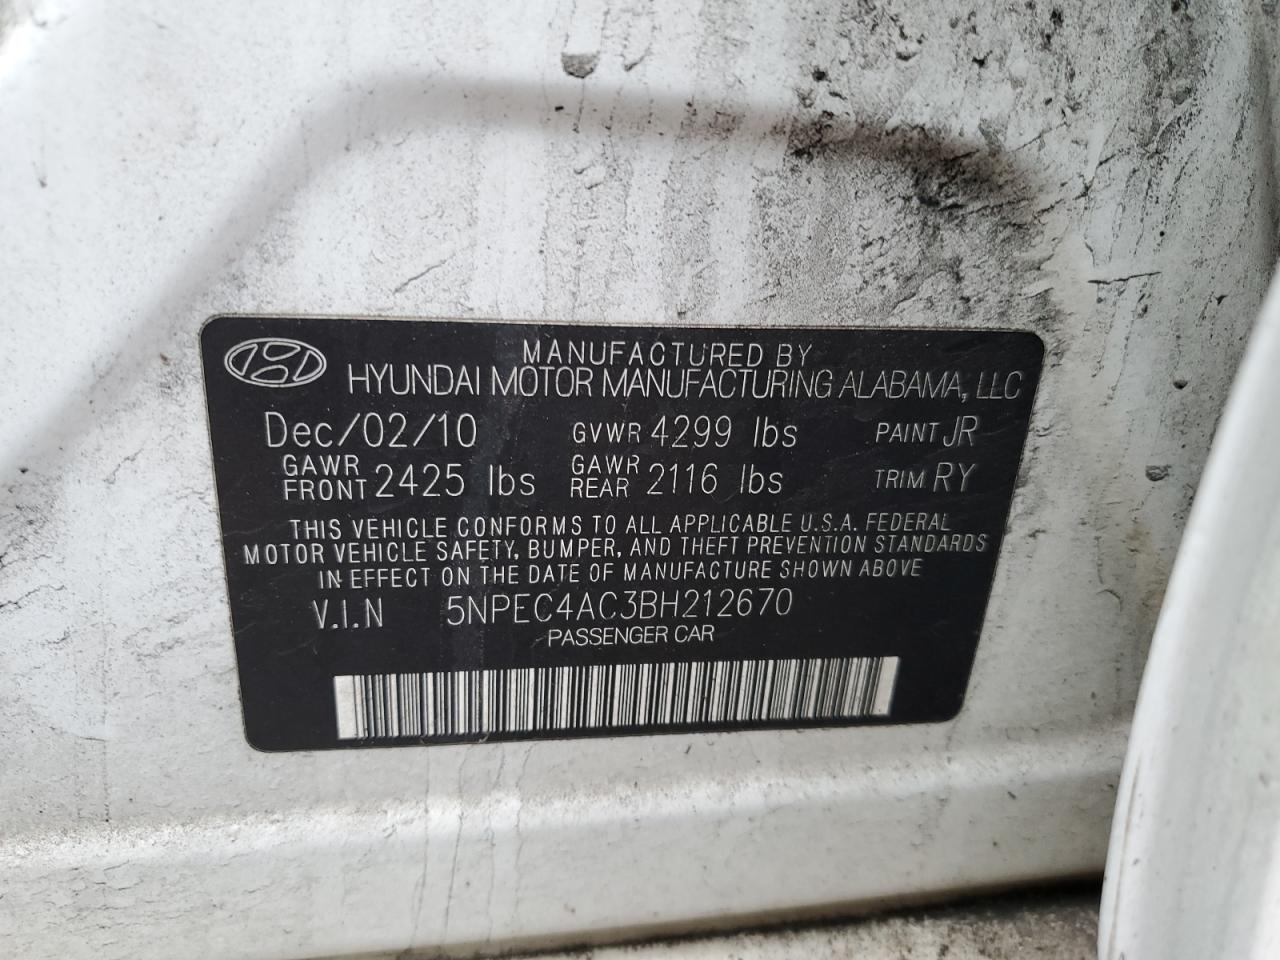 MANUFACTURED BY
HYUNDAI MOTOR MANUFACTURING ALABAMA, LLC
Dec/02/10 GVWR 4299 lbs PAINT JR
GAWR FRONT 2425 lbs GAWR REAR 2116 lbs TRIM RY
THIS VEHICLE CONFORMS TO ALL APPLICABLE U.S.A. FEDERAL
MOTOR VEHICLE SAFETY, BUMPER, AND THEFT PREVENTION STANDARDS
IN EFFECT ON THE DATE OF MANUFACTURE SHOWN ABOVE
V.I.N 5NPEC4AC3BH212670
PASSENGER CAR